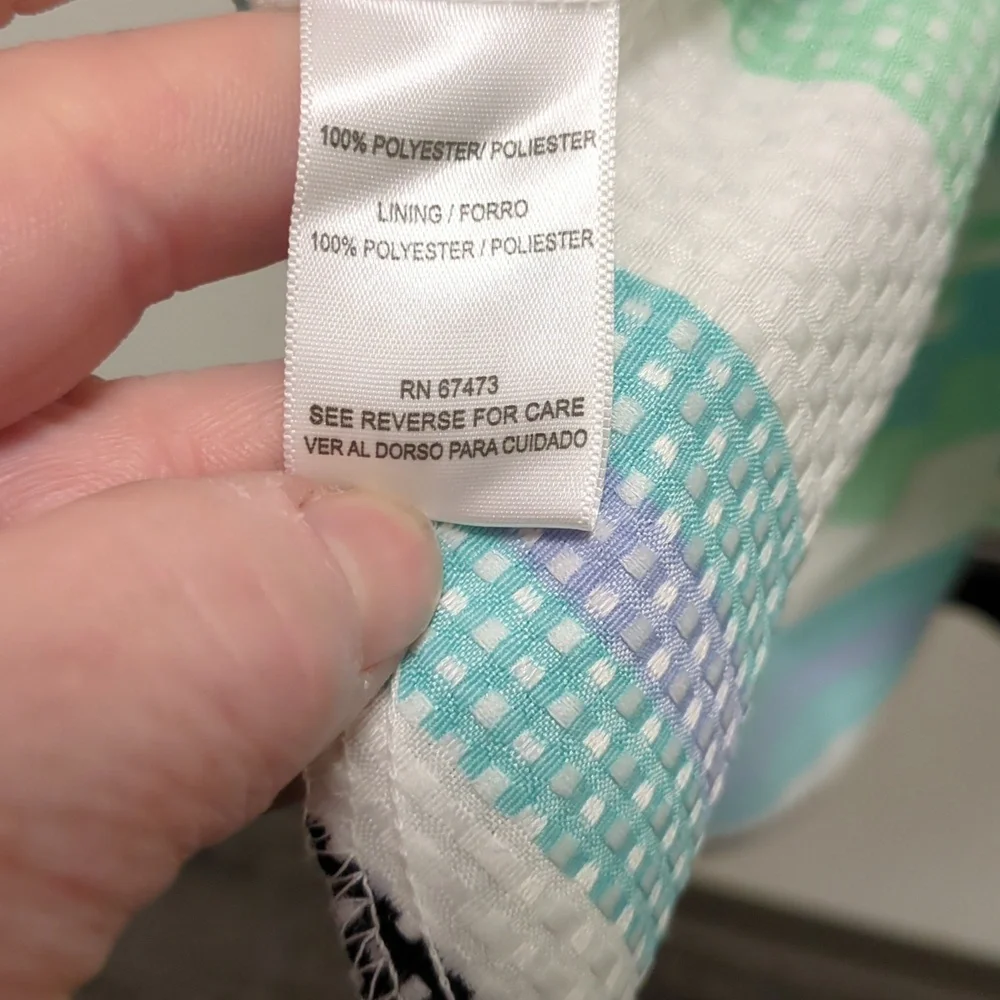 100% POLYESTER/ POLIESTER
LINING / FORRO
100% POLYESTER / POLIESTER
RN 67473
SEE REVERSE FOR CARE
VER AL DORSO PARA CUIDADO